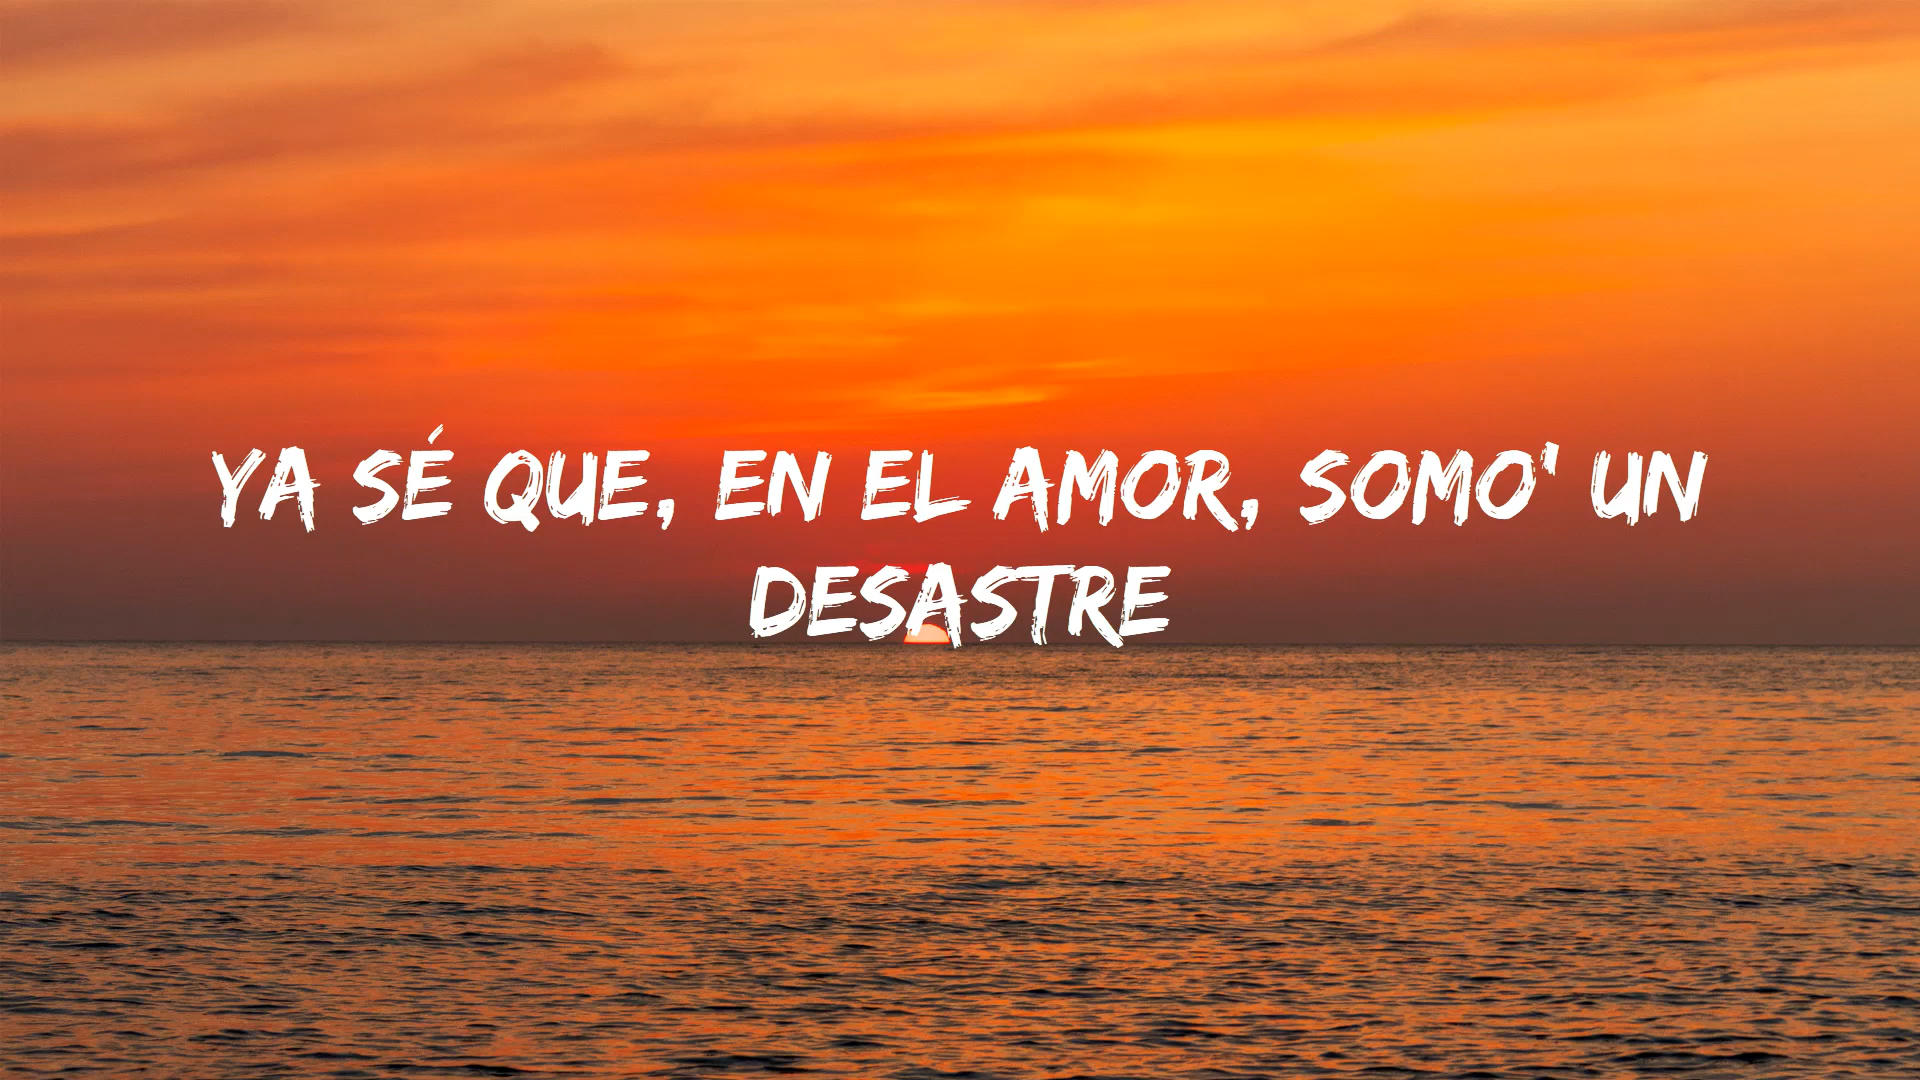 YA SÉ QUE, EN EL AMOR, SOMO' UN
DESASTRE